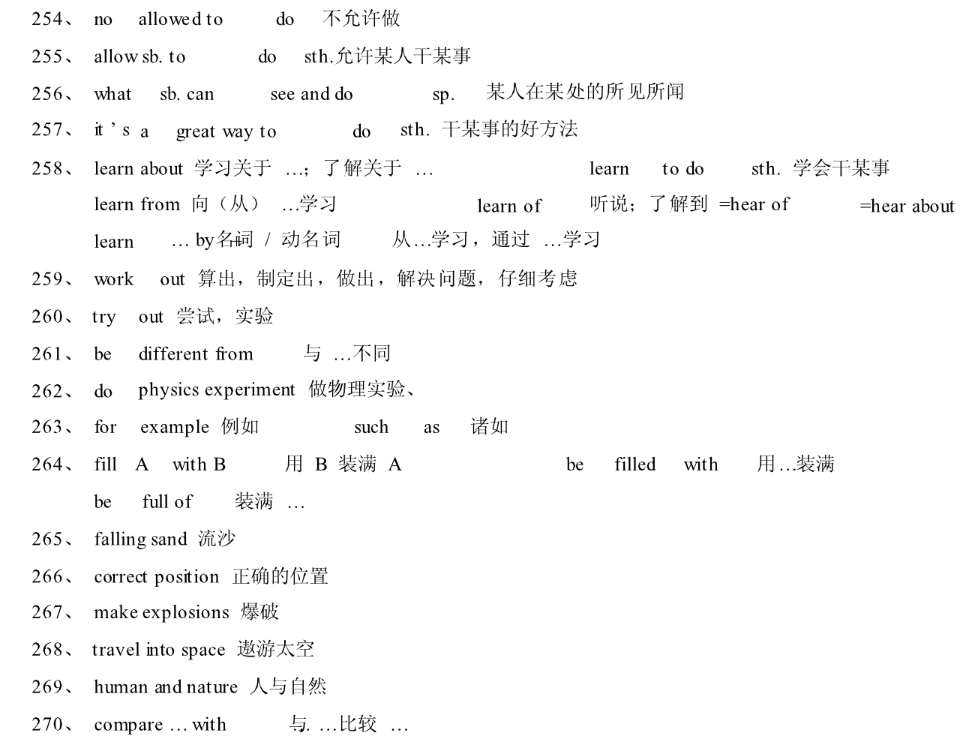 254、 no allowed to do 不允许做
255、 allow sb. to do sth.允许某人干某事
256、 what sb. can see and do sp. 某人在某处的所见所闻
257、 it's a great way to do sth. 干某事的好方法
258、 learn about 学习关于 …；了解关于 … learn to do sth. 学会干某事
learn from 向（从） …学习 learn of 听说；了解到 =hear of =hear about
learn … by名词 / 动名词 从…学习，通过 …学习
259、 work out 算出，制定出，做出，解决问题，仔细考虑
260、 try out 尝试，实验
261、 be different from 与 …不同
262、 do physics experiment 做物理实验、
263、 for example 例如 such as 诸如
264、 fill A with B 用 B 装满 A be filled with 用…装满
be full of 装满 …
265、 falling sand 流沙
266、 correct position 正确的位置
267、 make explosions 爆破
268、 travel into space 遨游太空
269、 human and nature 人与自然
270、 compare … with 与. …比较 …